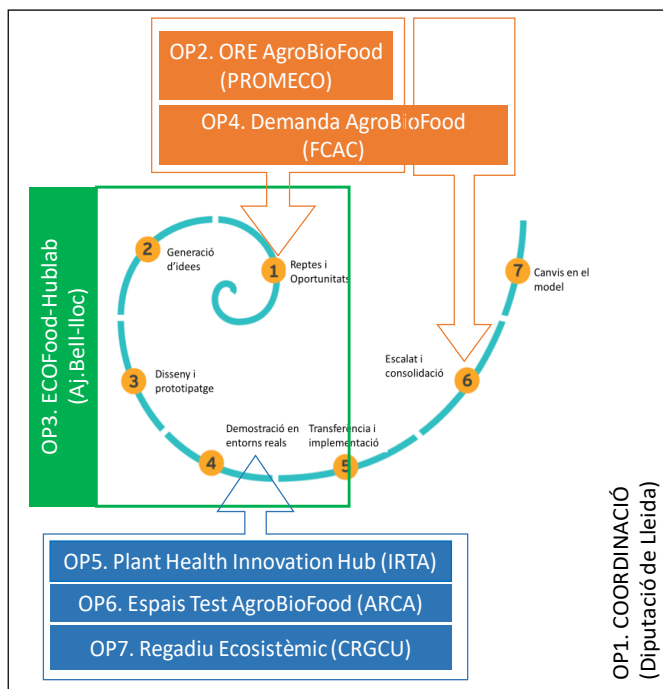 OP2. ORE AgroBioFood
(PROMECO)
OP4. Demanda AgroBioFood
(FCAC)
OP3. ECOFood-Hublab
(Aj.Bell-lloc)
1
Reptes i
Oportunitats
2
Generació
d'idees
3
Disseny i
prototipatge
4
Demostració en
entorns reals
5
Transferència i
implementació
6
Escalat i
consolidació
7
Canvis en el
model
OP5. Plant Health Innovation Hub (IRTA)
OP6. Espais Test AgroBioFood (ARCA)
OP7. Regadiu Ecosistèmic (CRGCU)
OP1. COORDINACIÓ
(Diputació de Lleida)